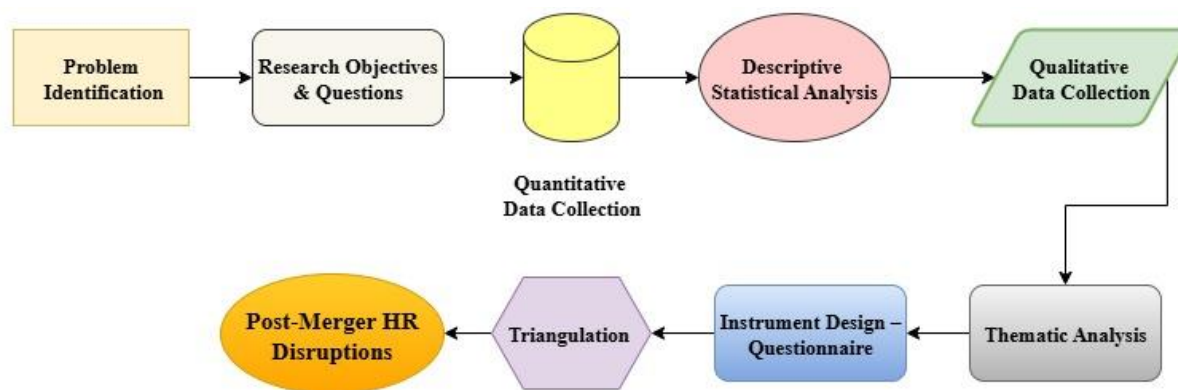 Problem
Identification
Research Objectives
& Questions
Quantitative
Data Collection
Descriptive
Statistical Analysis
Qualitative
Data Collection
Thematic Analysis
Instrument Design –
Questionnaire
Triangulation
Post-Merger HR
Disruptions